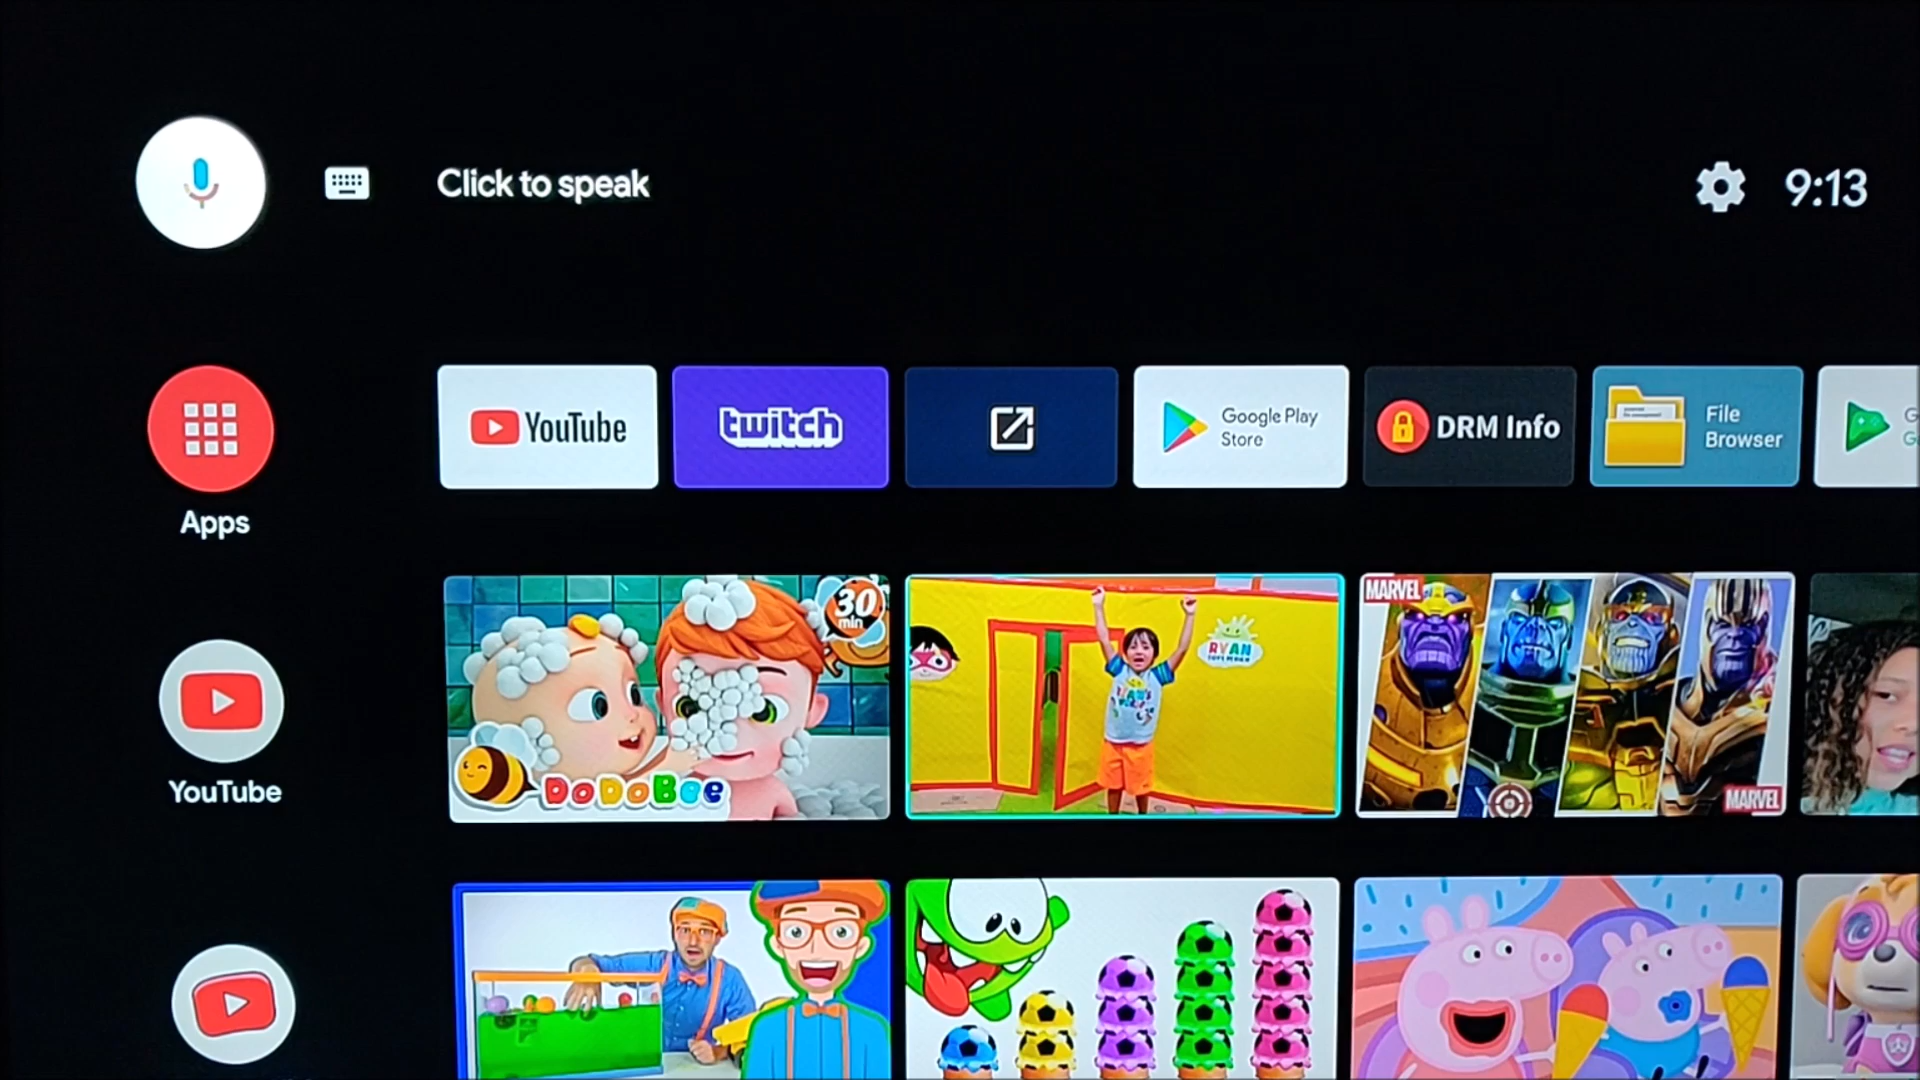 Click to speak
9:13
YouTube
twitch
Google Play
Store
DRM Info
File
Browser
G
G
Apps
30
min
DoDoBee
RYAN
MARVEL
MARVEL
YouTube